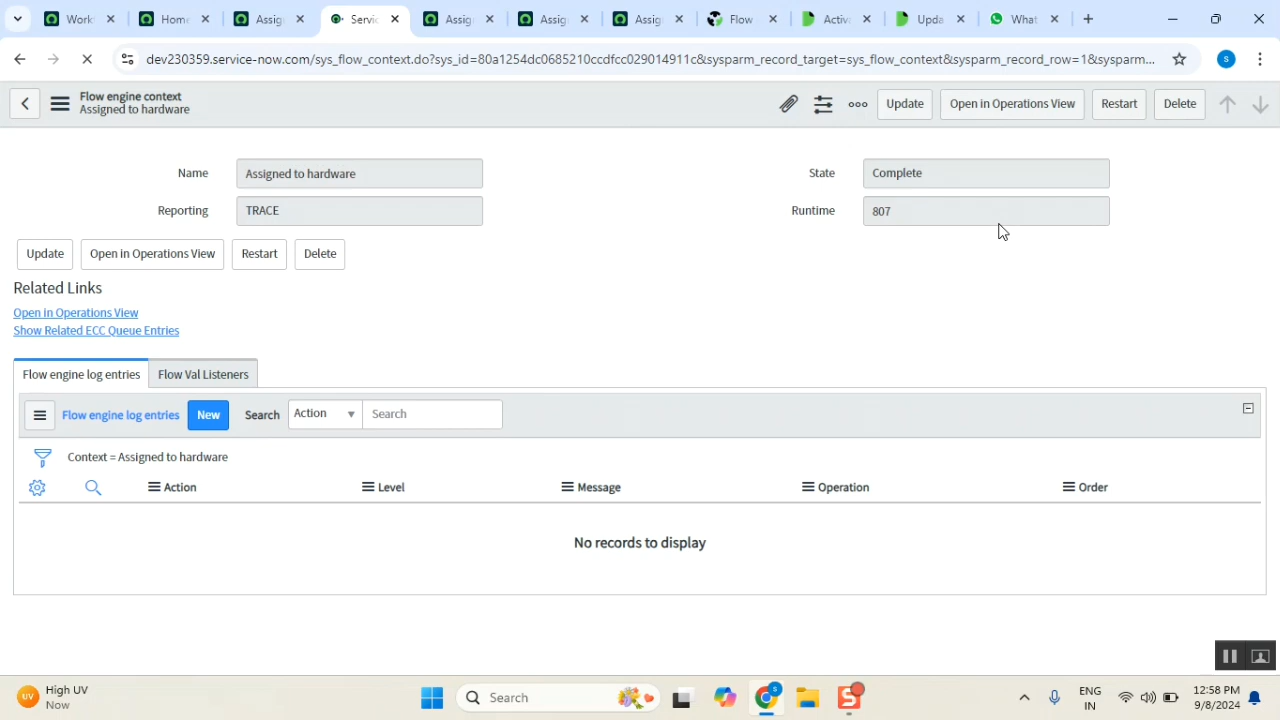 Work
Home
Assig
Servic
Assig
Assig
Assig
Flow
Activa
Upda
What
dev230359.service-now.com/sys_flow_context.do?sys_id=80a1254dc0685210ccdfcc029014911c&sysparm_record_target=sys_flow_context&sysparm_record_row=1&sysparm...
S
Flow engine context
Assigned to hardware
Update
Open in Operations View
Restart
Delete
Name
Assigned to hardware
State
Complete
Reporting
TRACE
Runtime
807
Update
Open in Operations View
Restart
Delete
Related Links
Open in Operations View
Show Related ECC Queue Entries
Flow engine log entries
Flow Val Listeners
Flow engine log entries
New
Search
Action
Search
Context = Assigned to hardware
Action
Level
Message
Operation
Order
No records to display
UV
High UV
Now
Search
S
S
ENG
IN
12:58 PM
9/8/2024